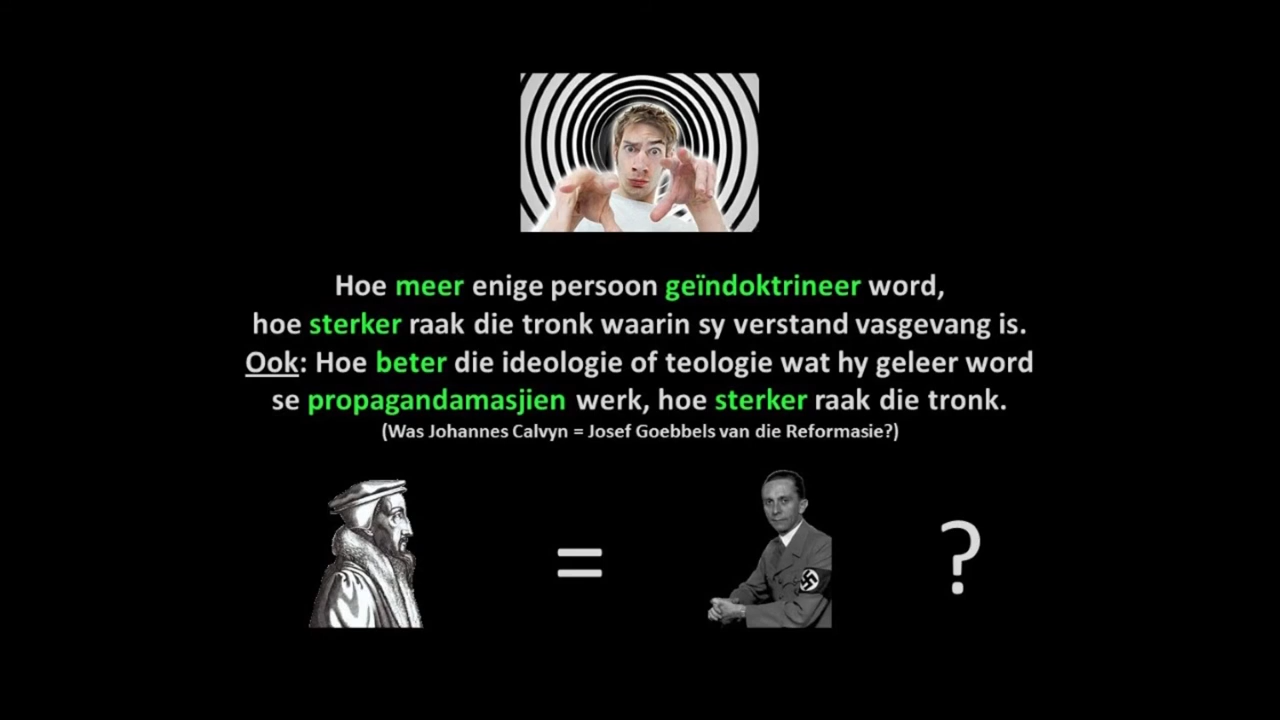 Hoe meer enige persoon geïndoktrineer word,
hoe sterker raak die tronk waarin sy verstand vasgevang is.
Ook: Hoe beter die ideologie of teologie wat hy geleer word
se propagandamasjien werk, hoe sterker raak die tronk.
(Was Johannes Calvyn = Josef Goebbels van die Reformasie?)
= ?